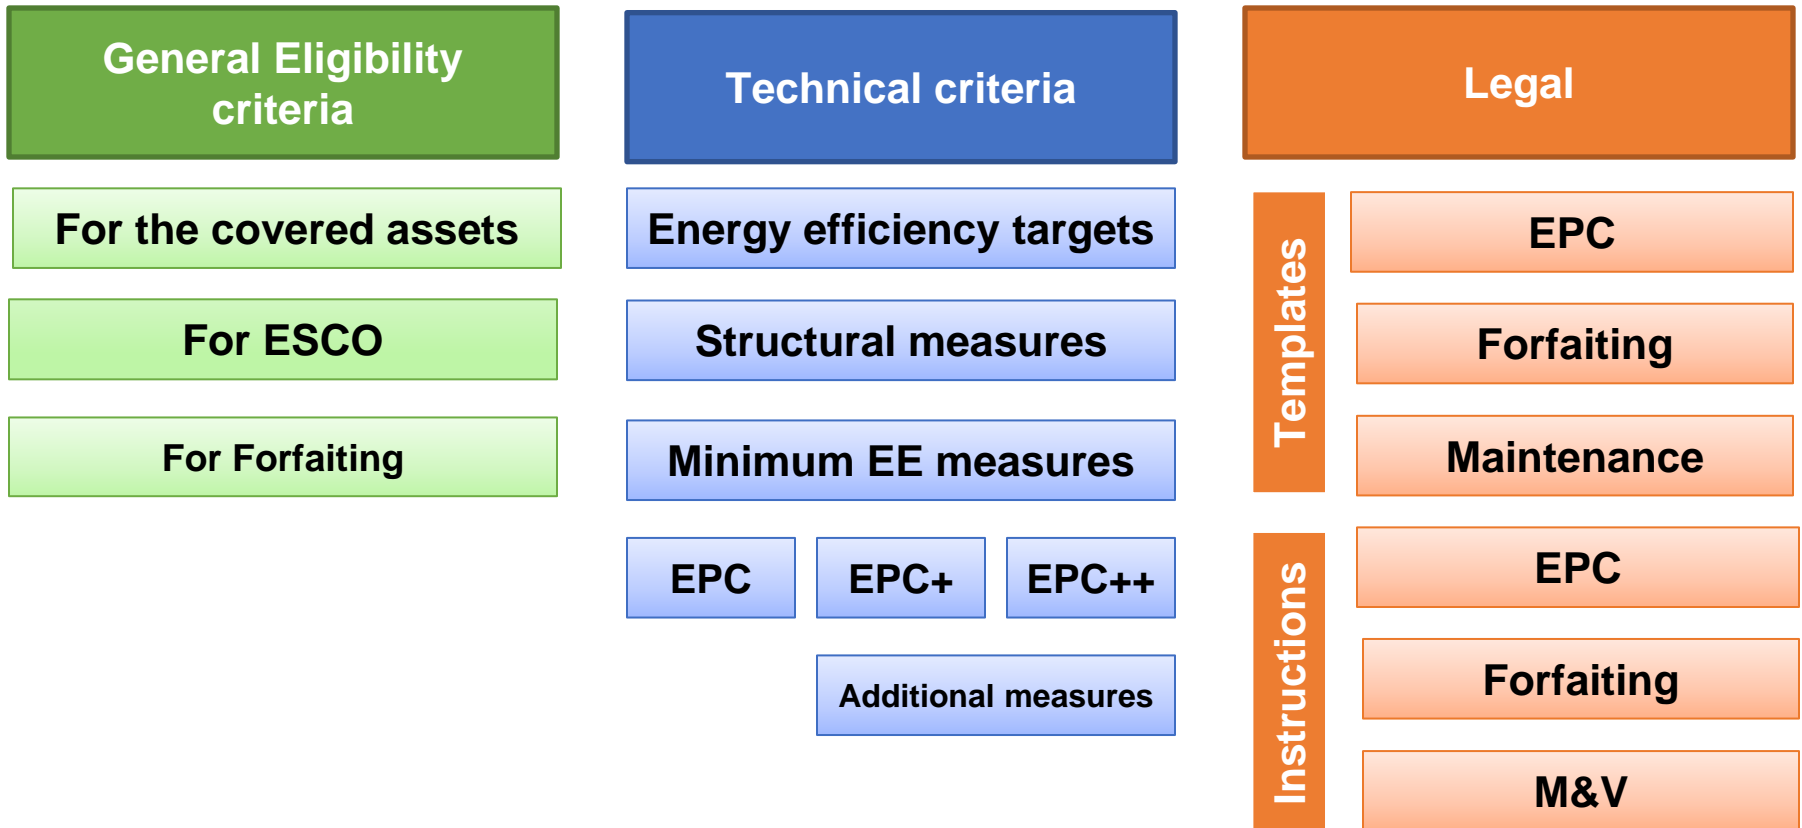 General Eligibility
criteria
For the covered assets
For ESCO
For Forfaiting
Technical criteria
Energy efficiency targets
Structural measures
Minimum EE measures
EPC
EPC+
EPC++
Additional measures
Legal
Templates
EPC
Forfaiting
Maintenance
Instructions
EPC
Forfaiting
M&V